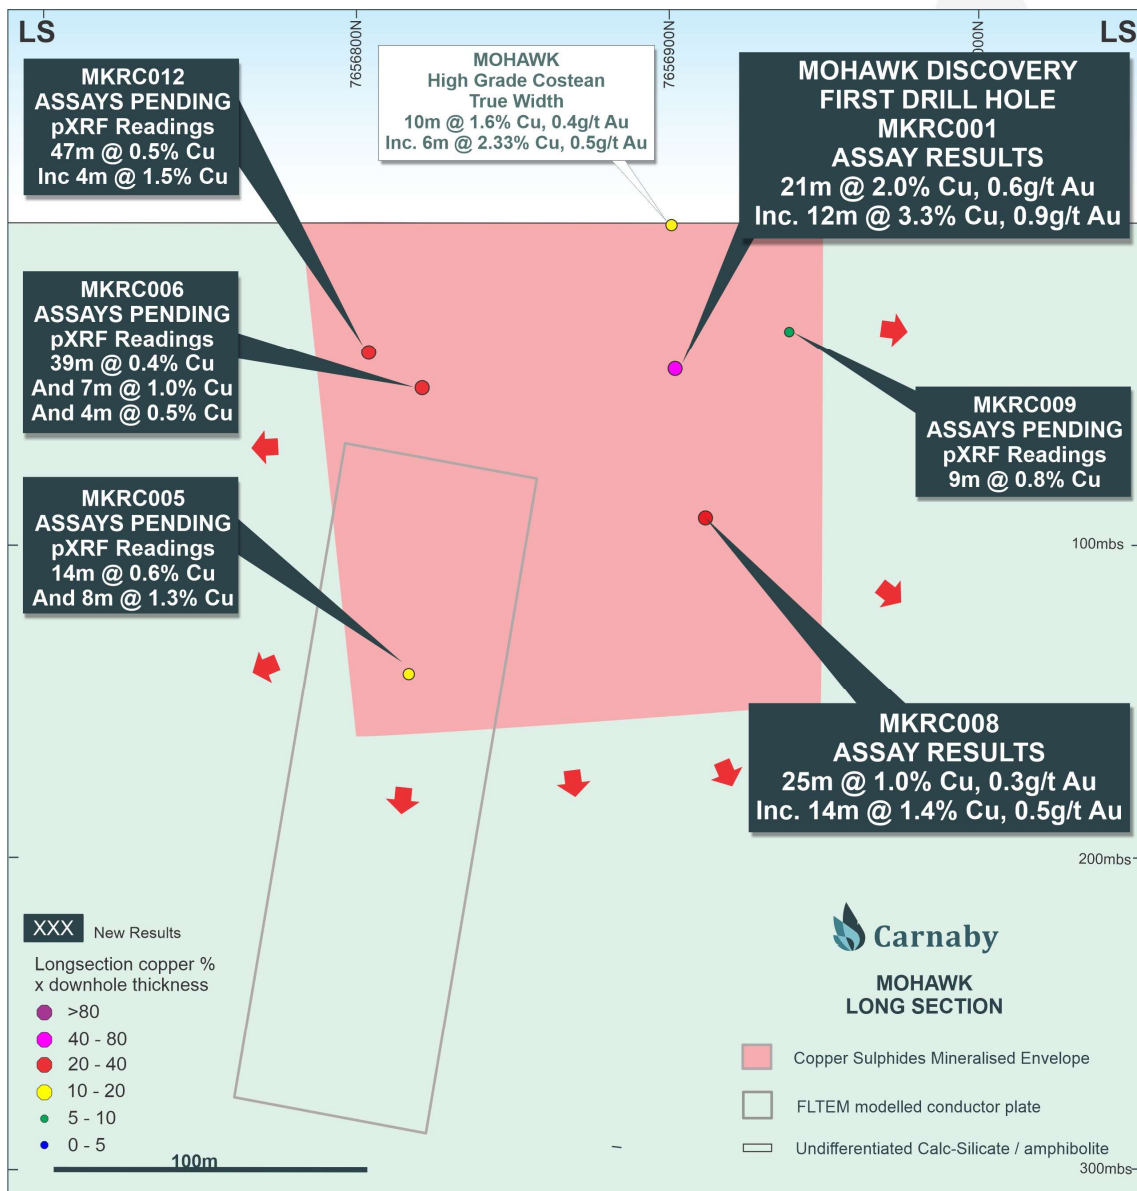 LS
7656800N
7656900N
000N
LS
MKRC012
ASSAYS PENDING
pXRF Readings
47m @ 0.5% Cu
Inc 4m @ 1.5% Cu
MOHAWK
High Grade Costean
True Width
10m @ 1.6% Cu, 0.4g/t Au
Inc. 6m @ 2.33% Cu, 0.5g/t Au
MOHAWK DISCOVERY
FIRST DRILL HOLE
MKRC001
ASSAY RESULTS
21m @ 2.0% Cu, 0.6g/t Au
Inc. 12m @ 3.3% Cu, 0.9g/t Au
MKRC006
ASSAYS PENDING
pXRF Readings
39m @ 0.4% Cu
And 7m @ 1.0% Cu
And 4m @ 0.5% Cu
MKRC009
ASSAYS PENDING
pXRF Readings
9m @ 0.8% Cu
MKRC005
ASSAYS PENDING
pXRF Readings
14m @ 0.6% Cu
And 8m @ 1.3% Cu
100mbs
MKRC008
ASSAY RESULTS
25m @ 1.0% Cu, 0.3g/t Au
Inc. 14m @ 1.4% Cu, 0.5g/t Au
200mbs
XXX New Results
Longsection copper %
x downhole thickness
>80
40 - 80
20 - 40
10 - 20
5 - 10
0 - 5
100m
Carnaby
MOHAWK
LONG SECTION
Copper Sulphides Mineralised Envelope
FLTEM modelled conductor plate
Undifferentiated Calc-Silicate / amphibolite
300mbs